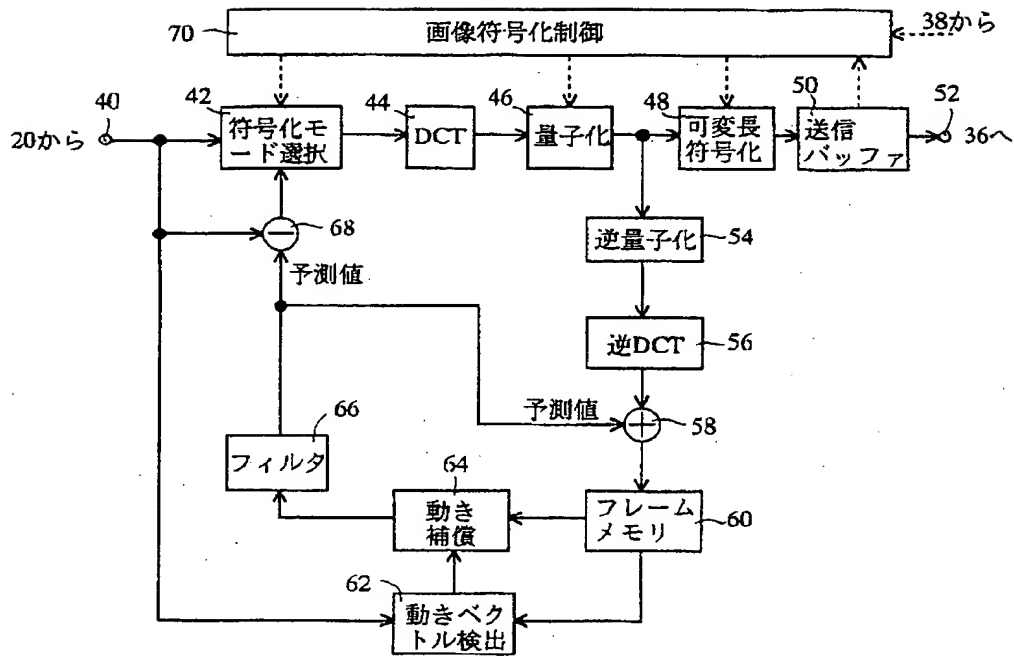 70
画像符号化制御
38から
40
42
44
46
48
50
52
20から
符号化モ
ード選択
DCT
量子化
可変長
符号化
送信
バッファ
36へ
68
予測値
逆量子化
54
逆DCT
56
予測値
58
66
フィルタ
64
動き
補償
フレーム
メモリ
60
62
動きベク
トル検出